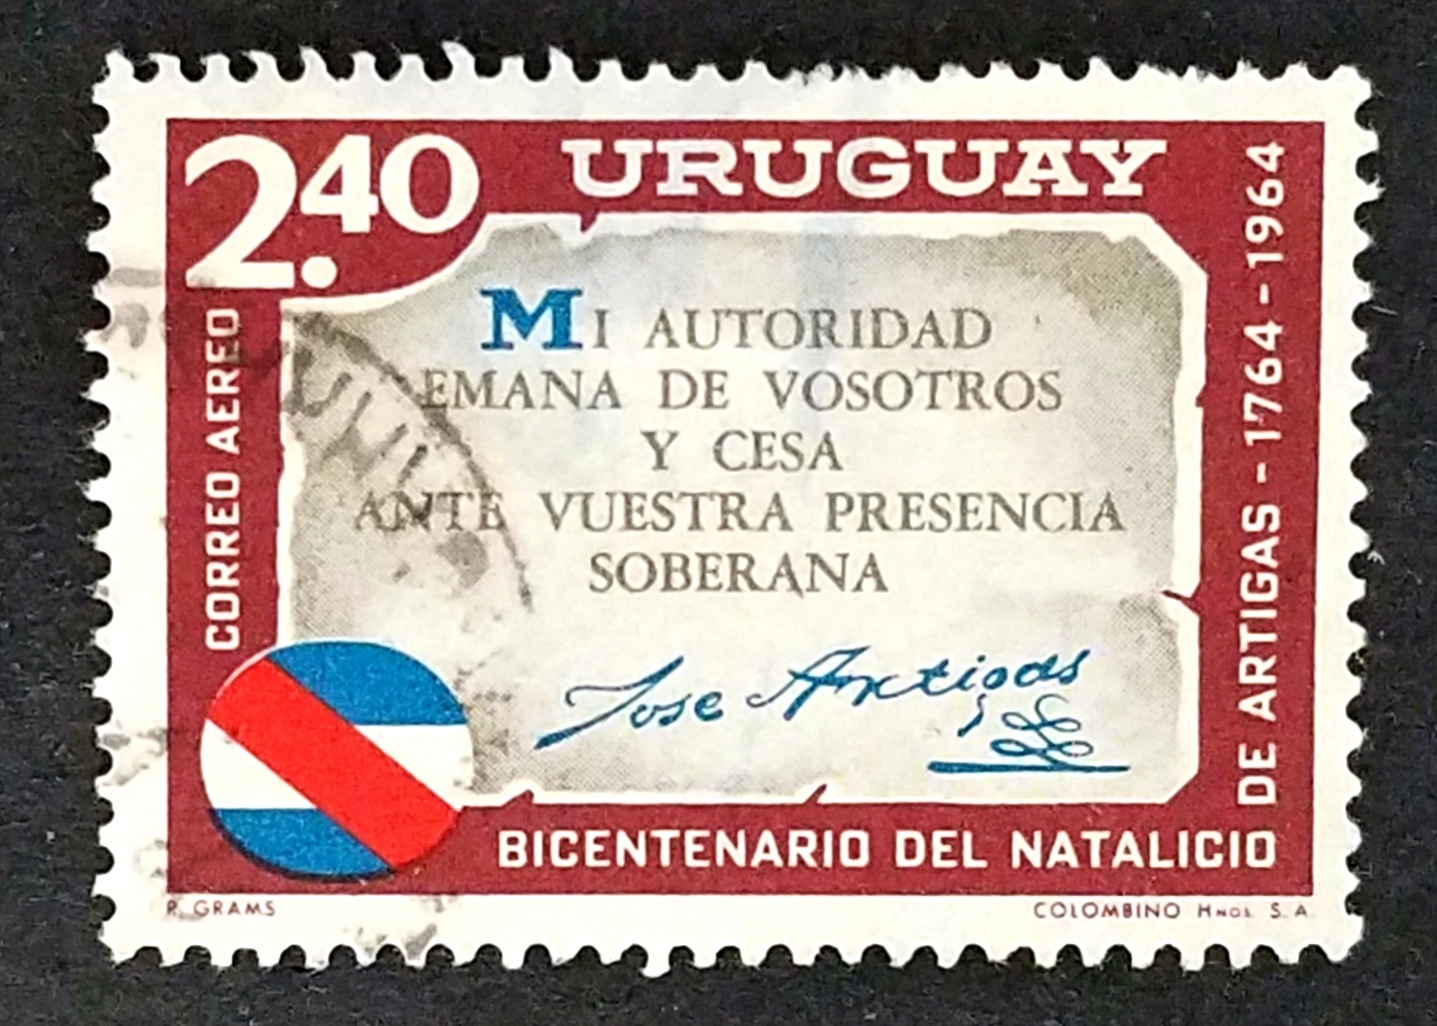 2.40
URUGUAY
CORREO AEREO
MI AUTORIDAD
EMANA DE VOSOTROS
Y CESA
ANTE VUESTRA PRESENCIA
SOBERANA
Jose Artigas
BICENTENARIO DEL NATALICIO
DE ARTIGAS - 1764 - 1964
R. GRAMS
COLOMBINO HNOS. S. A.